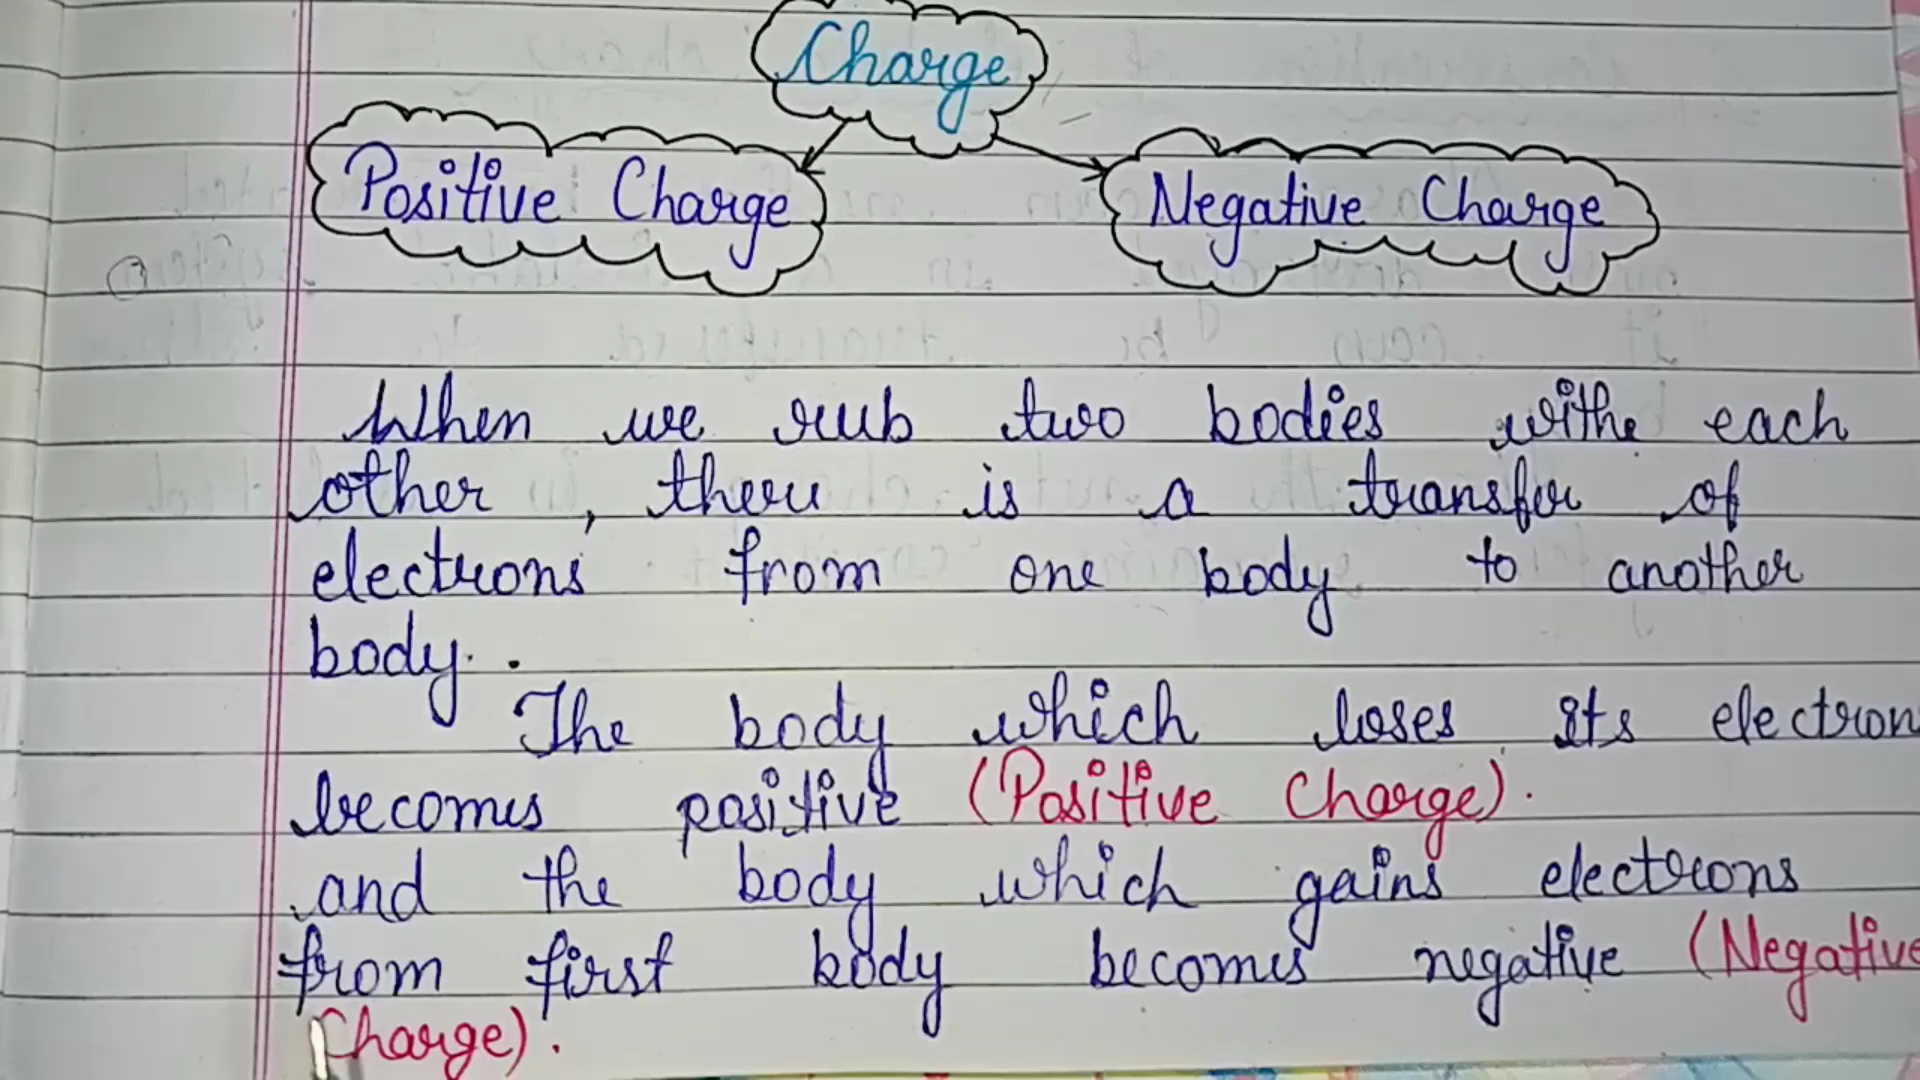 Charge
Positive Charge
Negative Charge
When we rub two bodies withe each
other, there is a transfer of
electrons from one body to another
body.
The body which loses its electron
becomes positive (Positive Charge).
and the body which gains electrons
from first body becomes negative (Negative
Charge).